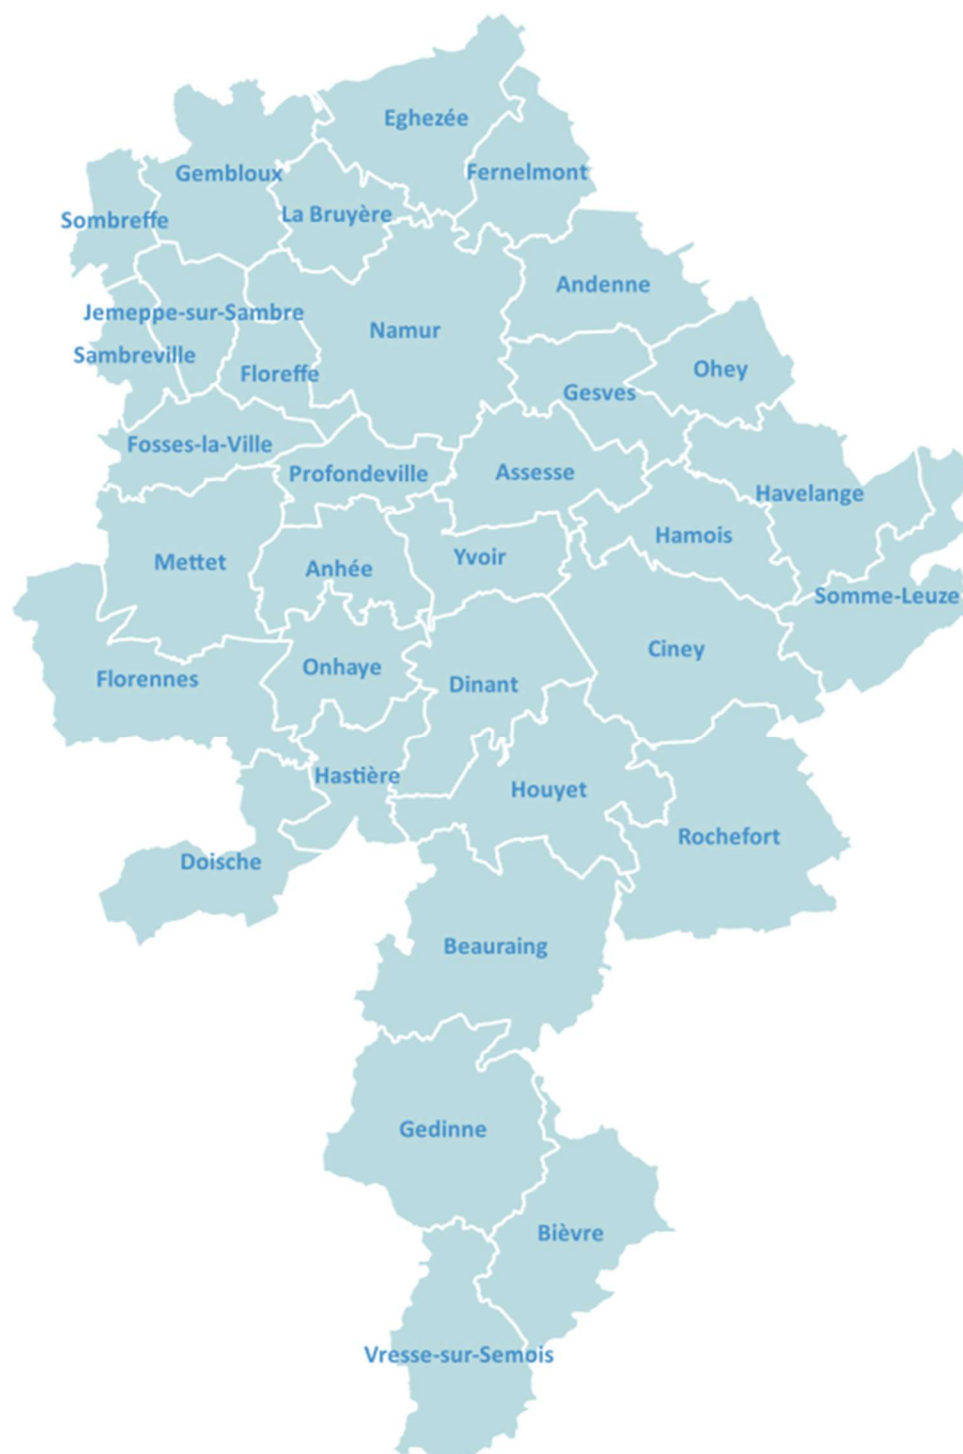 Eghezée
Gembloux
Fernelmont
La Bruyère
Sombreffe
Andenne
Jemeppe-sur-Sambre
Namur
Sambreville
Floreffe
Ohey
Gesves
Fosses-la-Ville
Profondeville
Assesse
Havelange
Hamois
Mettet
Anhée
Yvoir
Somme-Leuze
Ciney
Onhaye
Florennes
Dinant
Hastière
Houyet
Rochefort
Doische
Beauraing
Gedinne
Bièvre
Vresse-sur-Semois